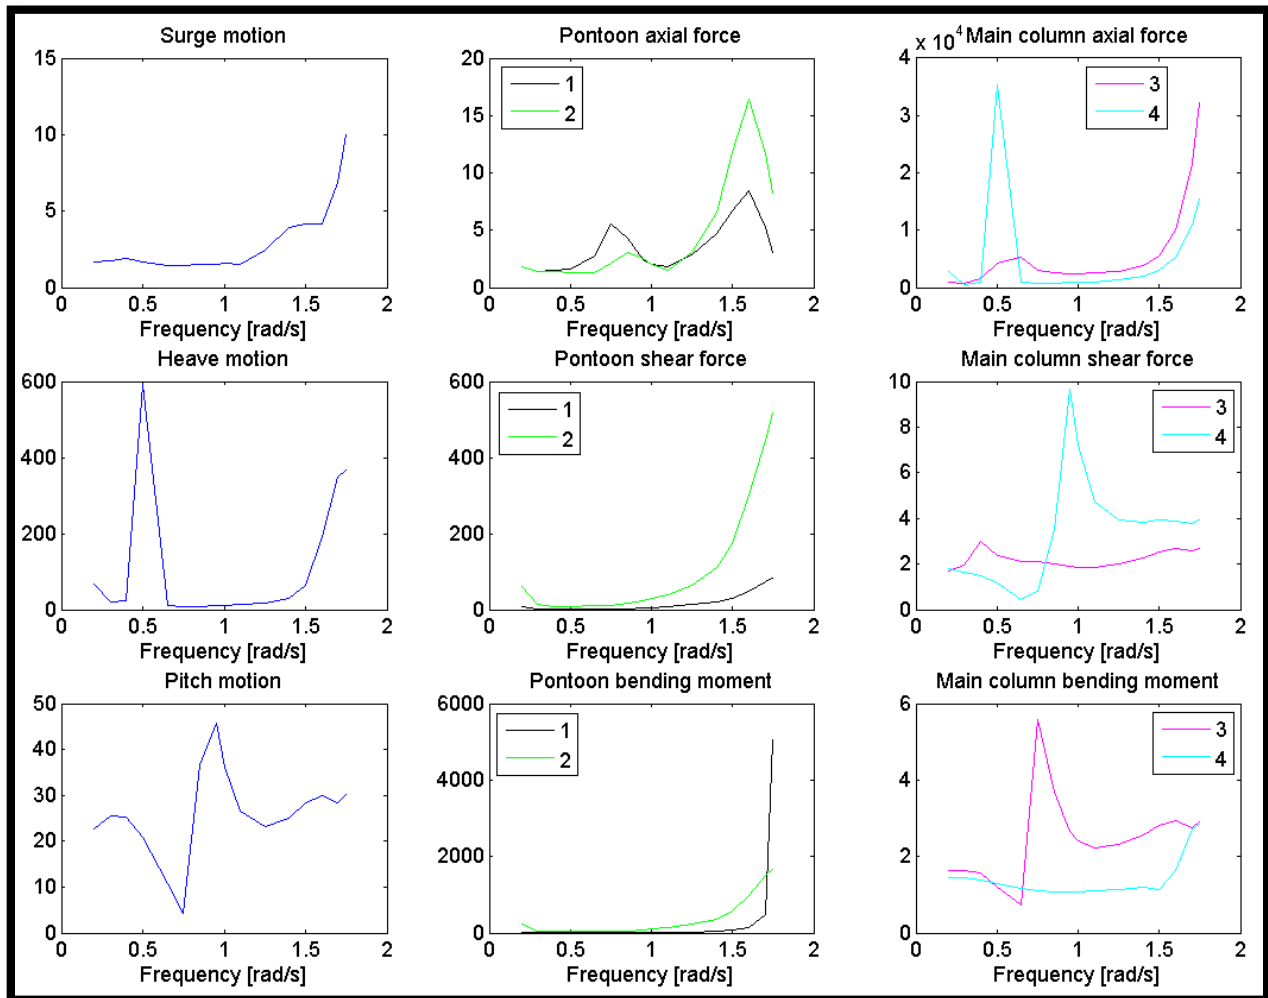 Surge motion
15
10
5
0
0 0.5 1 1.5 2
Frequency [rad/s]
Pontoon axial force
20
15
10
5
0
1
2
0 0.5 1 1.5 2
Frequency [rad/s]
x 10^4 Main column axial force
4
3
2
1
0
3
4
0 0.5 1 1.5 2
Frequency [rad/s]
Heave motion
600
400
200
0
0 0.5 1 1.5 2
Frequency [rad/s]
Pontoon shear force
600
400
200
0
1
2
0 0.5 1 1.5 2
Frequency [rad/s]
Main column shear force
10
8
6
4
2
0
3
4
0 0.5 1 1.5 2
Frequency [rad/s]
Pitch motion
50
40
30
20
10
0
0 0.5 1 1.5 2
Frequency [rad/s]
Pontoon bending moment
6000
4000
2000
0
1
2
0 0.5 1 1.5 2
Frequency [rad/s]
Main column bending moment
6
4
2
0
3
4
0 0.5 1 1.5 2
Frequency [rad/s]